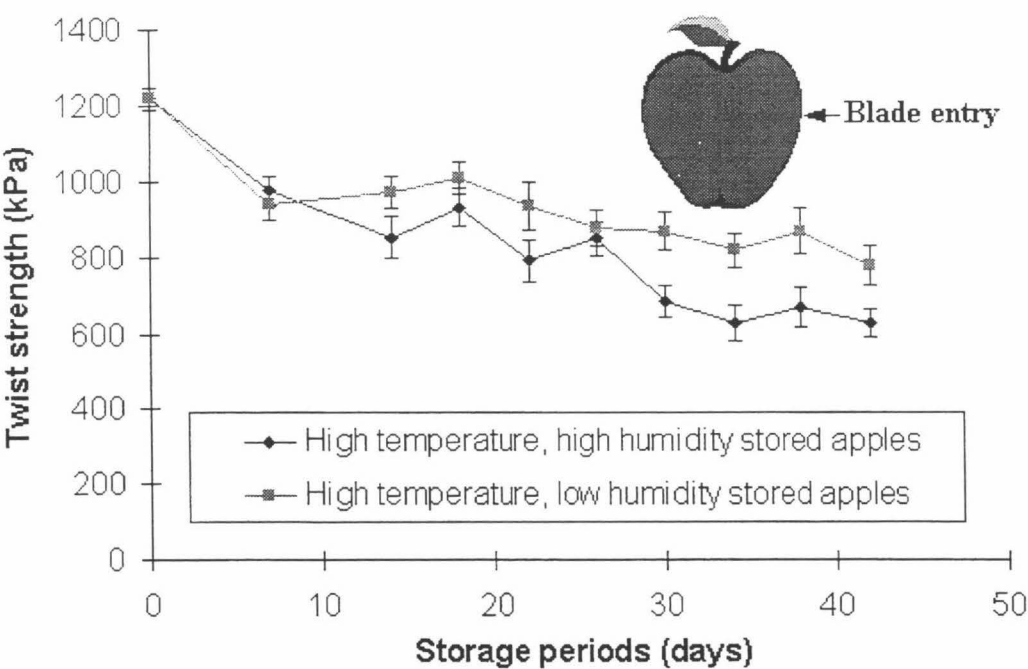 1400
1200
1000
800
600
400
200
0
Twist strength (kPa)
Blade entry
High temperature, high humidity stored apples
High temperature, low humidity stored apples
0 10 20 30 40 50
Storage periods (days)